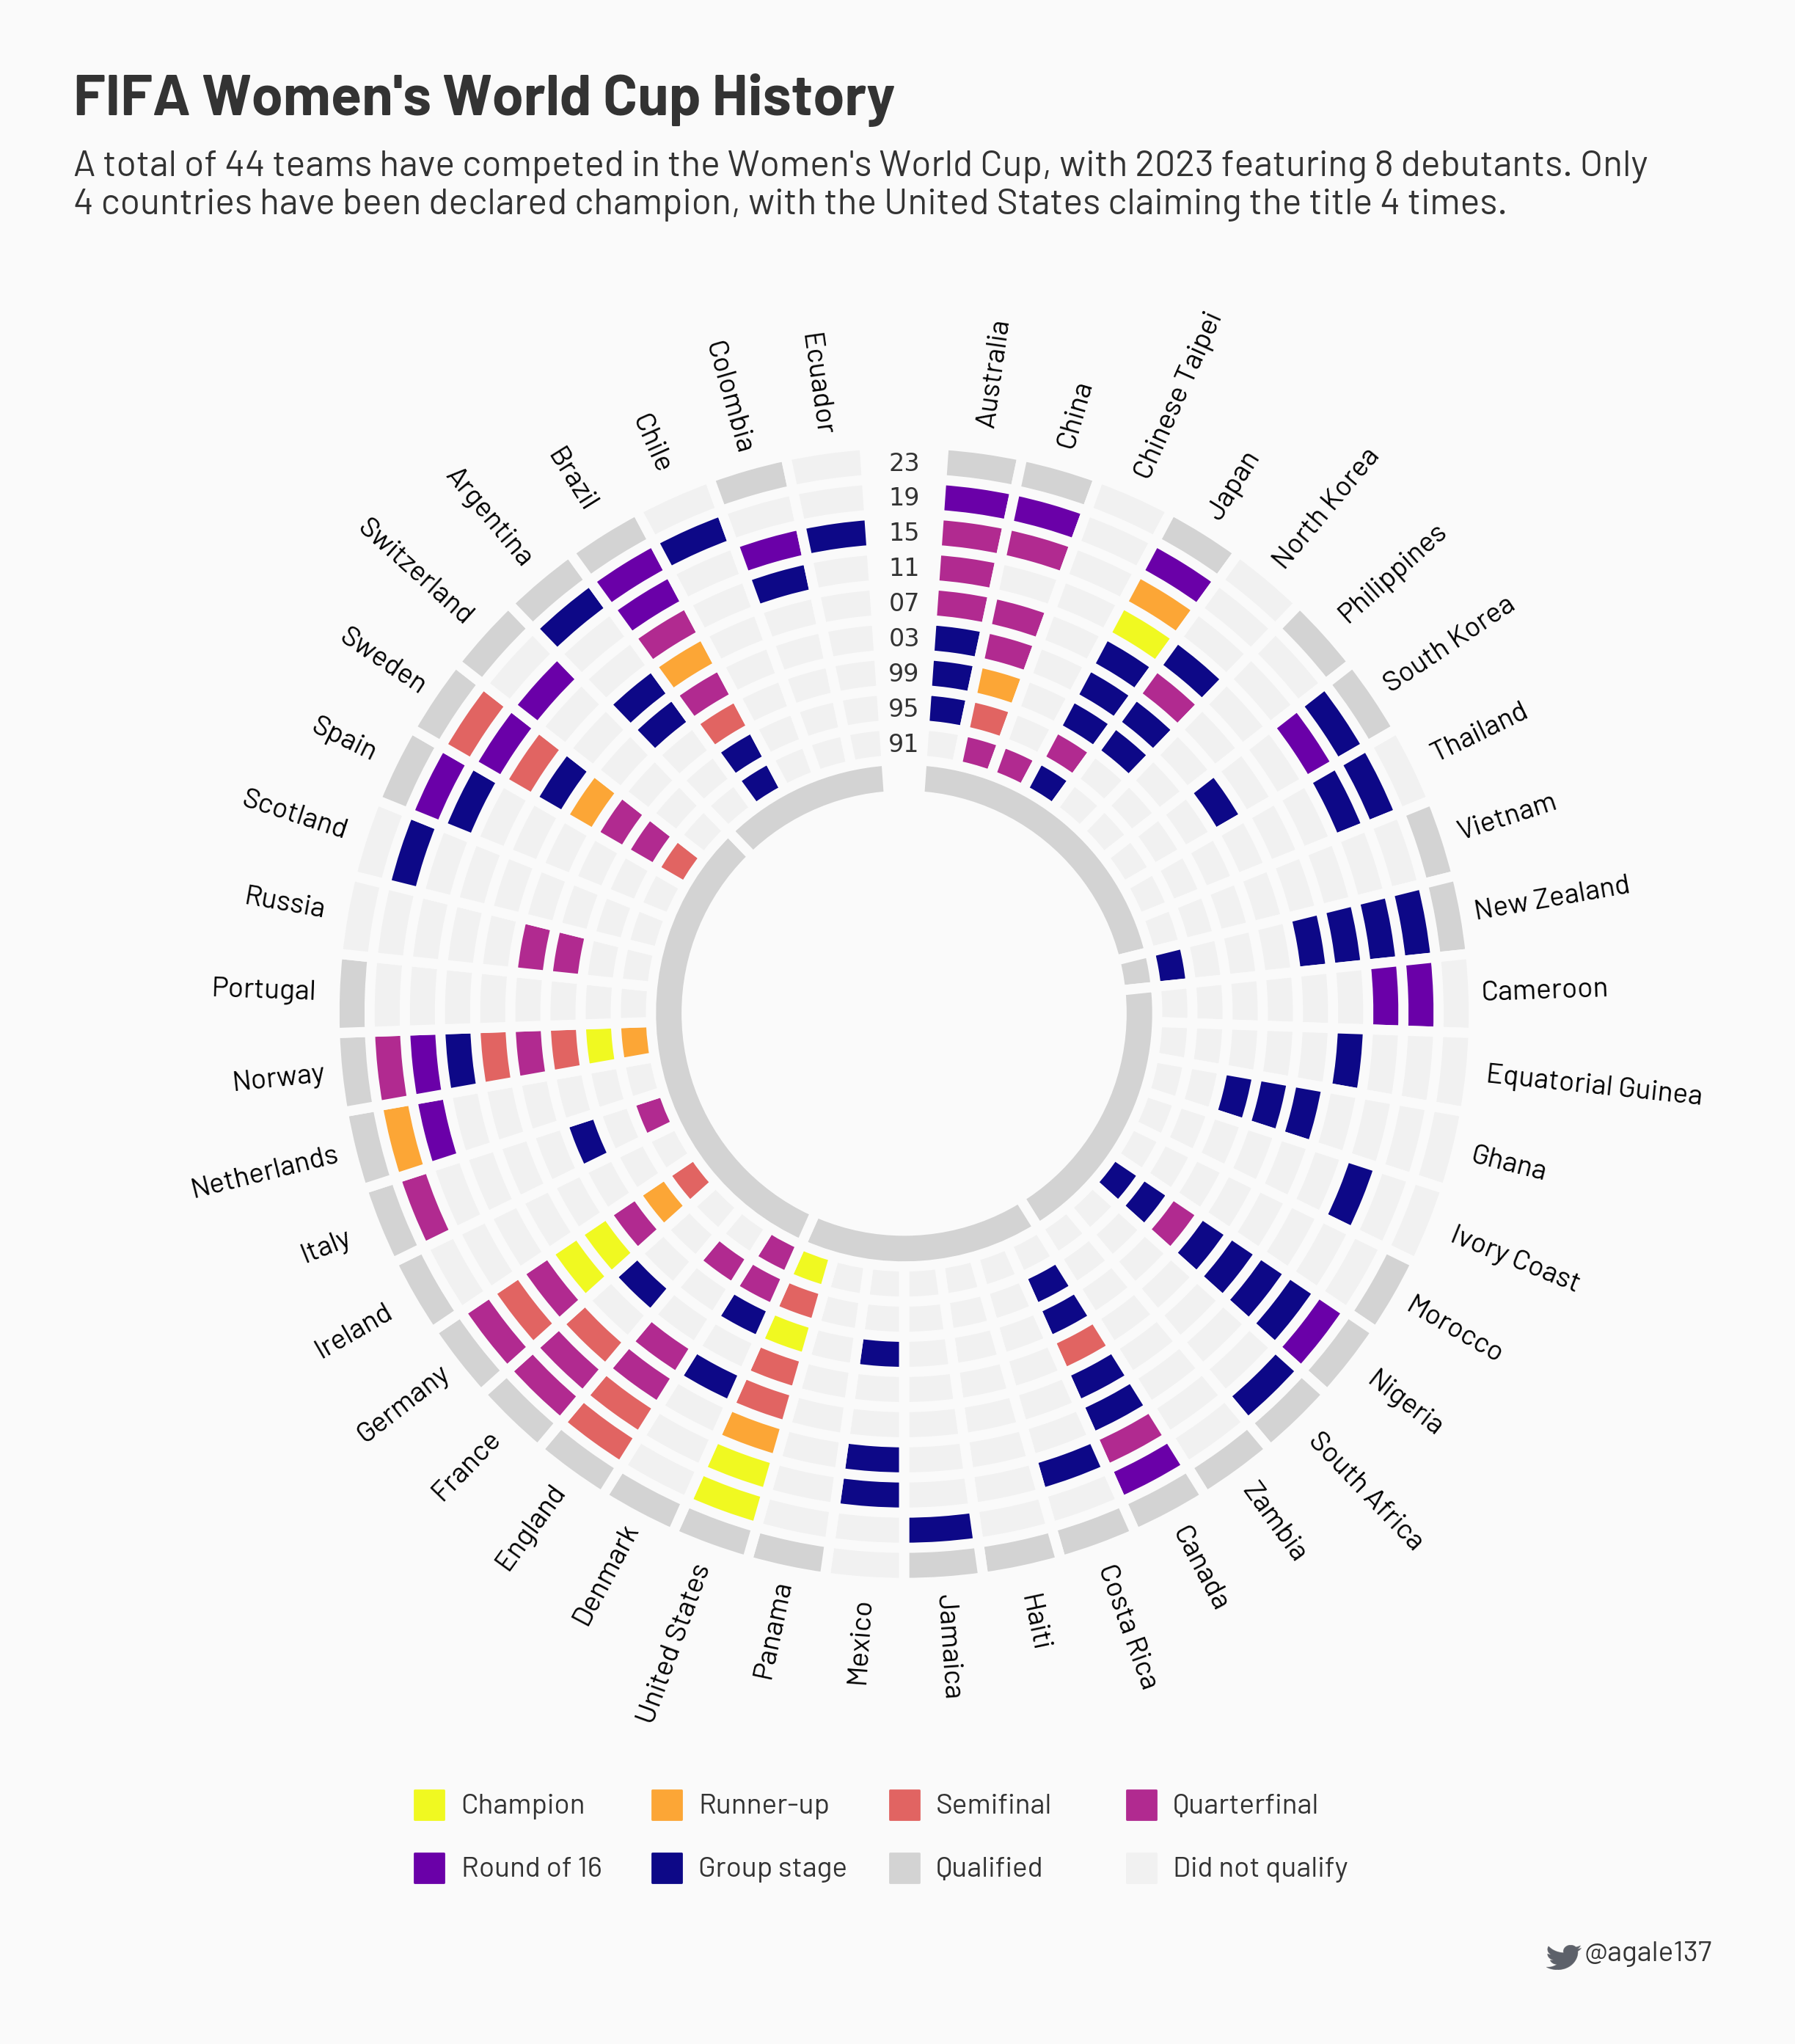 FIFA Women's World Cup History
A total of 44 teams have competed in the Women's World Cup, with 2023 featuring 8 debutants. Only
4 countries have been declared champion, with the United States claiming the title 4 times.
23
19
15
11
07
03
99
95
91
Australia
China
Chinese Taipei
Japan
North Korea
Philippines
South Korea
Thailand
Vietnam
New Zealand
Cameroon
Equatorial Guinea
Ghana
Ivory Coast
Morocco
Nigeria
South Africa
Zambia
Canada
Costa Rica
Haiti
Jamaica
Mexico
Panama
United States
Denmark
England
France
Germany
Ireland
Italy
Netherlands
Norway
Portugal
Russia
Scotland
Spain
Sweden
Switzerland
Argentina
Brazil
Chile
Colombia
Ecuador
Champion
Runner-up
Semifinal
Quarterfinal
Round of 16
Group stage
Qualified
Did not qualify
@agale137